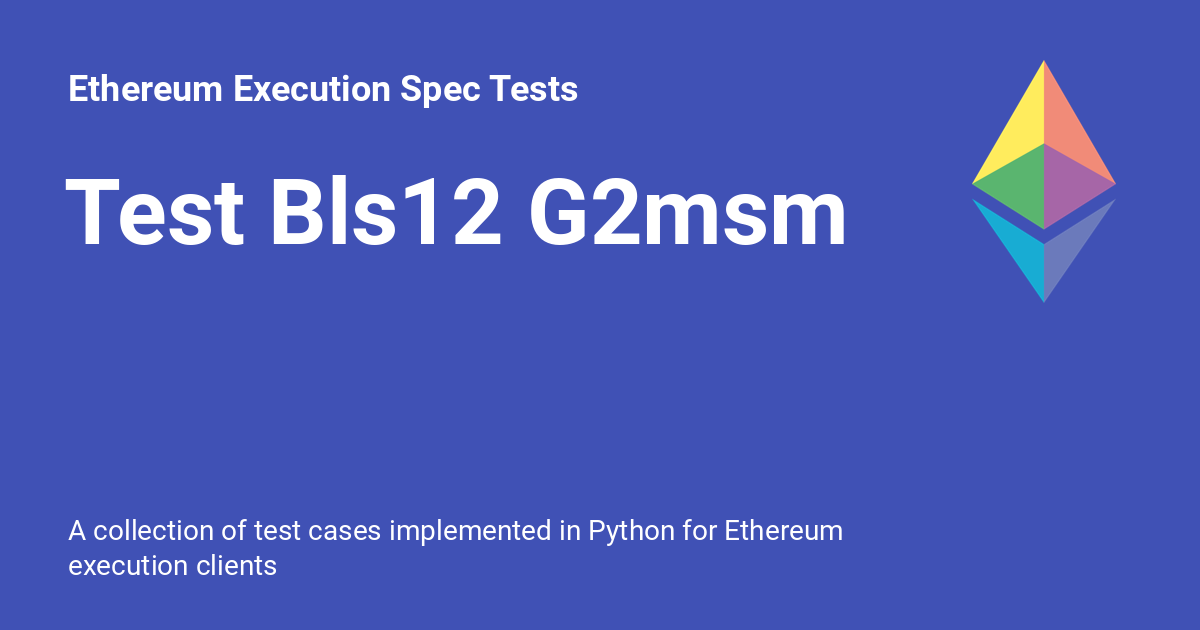 Ethereum Execution Spec Tests
Test Bls12 G2msm
A collection of test cases implemented in Python for Ethereum
execution clients